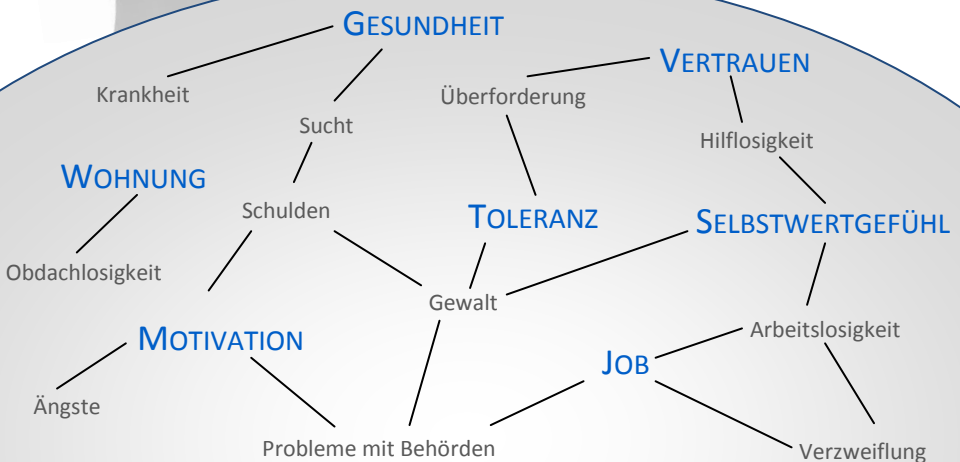 GESUNDHEIT
VERTRAUEN
Krankheit
Überforderung
Sucht
Hilflosigkeit
WOHNUNG
Schulden
TOLERANZ
SELBSTWERTGEFÜHL
Obdachlosigkeit
Gewalt
MOTIVATION
Arbeitslosigkeit
JOB
Ängste
Probleme mit Behörden
Verzweiflung